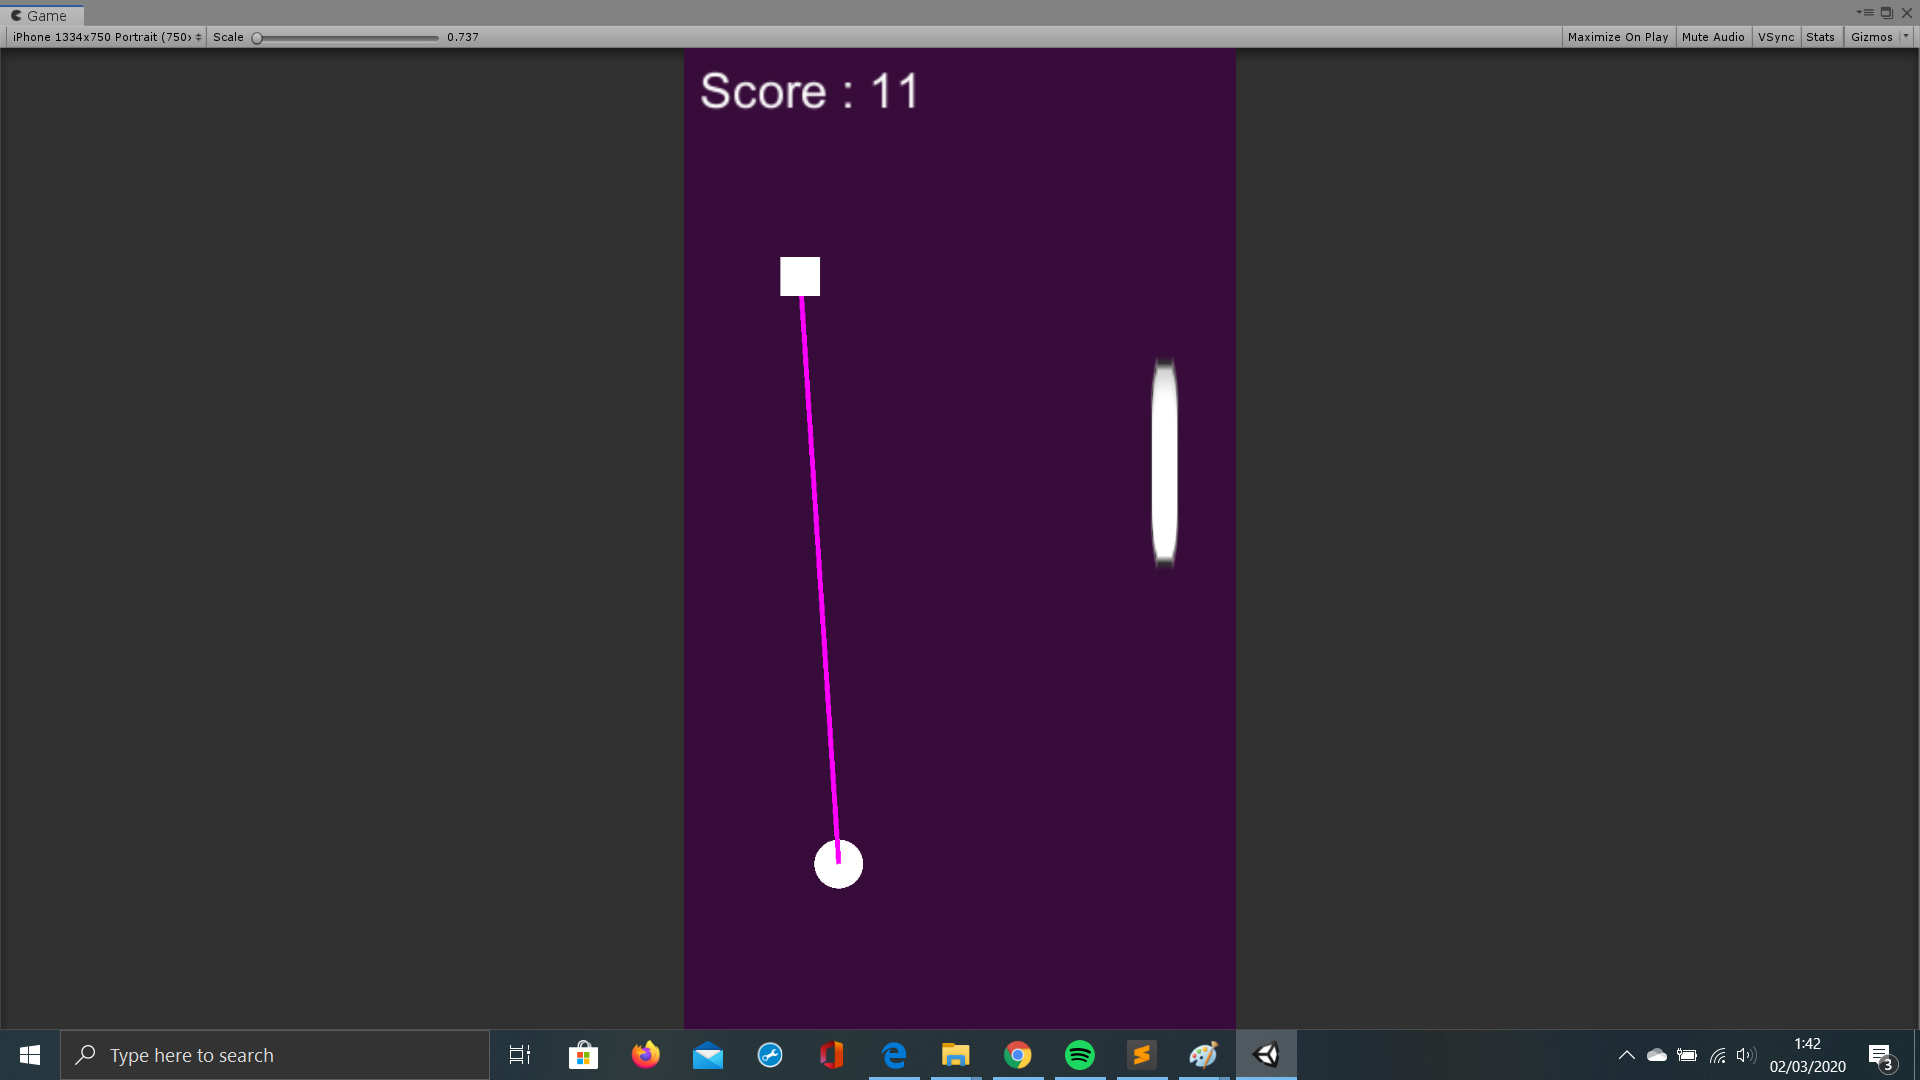 Game
iPhone 1334x750 Portrait (750x
Scale 0.737
Maximize On Play Mute Audio VSync Stats Gizmos
Score : 11
Type here to search
1:42
02/03/2020
3